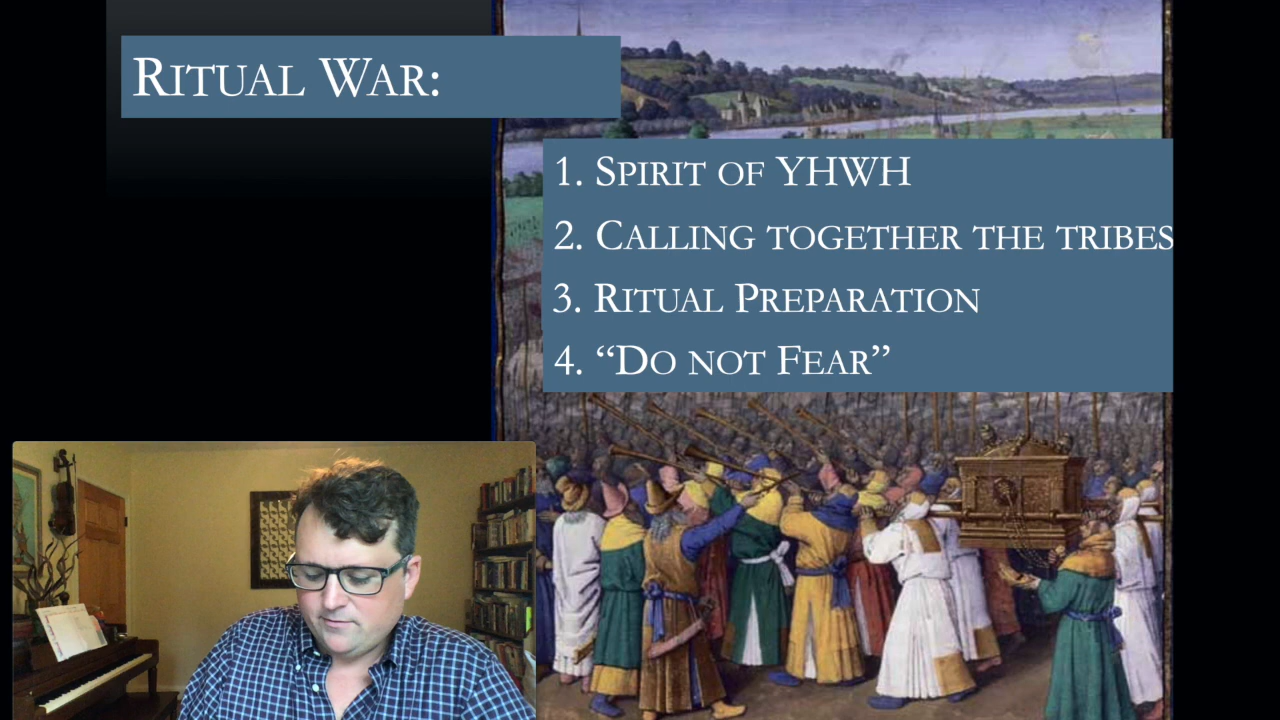 RITUAL WAR:
1. SPIRIT OF YHWH
2. CALLING TOGETHER THE TRIBES
3. RITUAL PREPARATION
4. “DO NOT FEAR”